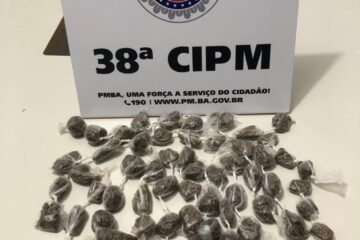 38ª CIPM
PMBA, UMA FORÇA A SERVIÇO DO CIDADÃO!
190 | WWW.PM.BA.GOV.BR